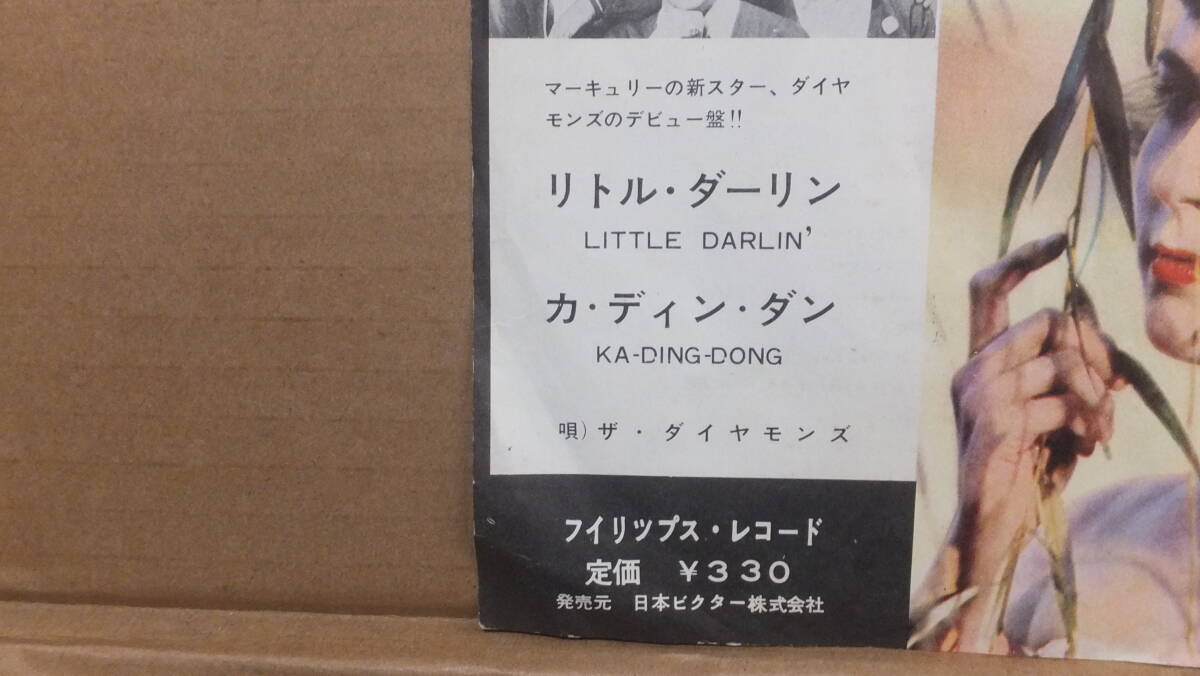 マーキュリーの新スター、ダイヤ
モンズのデビュー盤!!
リトル・ダーリン
LITTLE DARLIN'
カ・ディン・ダン
KA-DING-DONG
唄)ザ・ダイヤモンズ
フイリツプス・レコード
定価 ¥330
発売元 日本ビクター株式会社